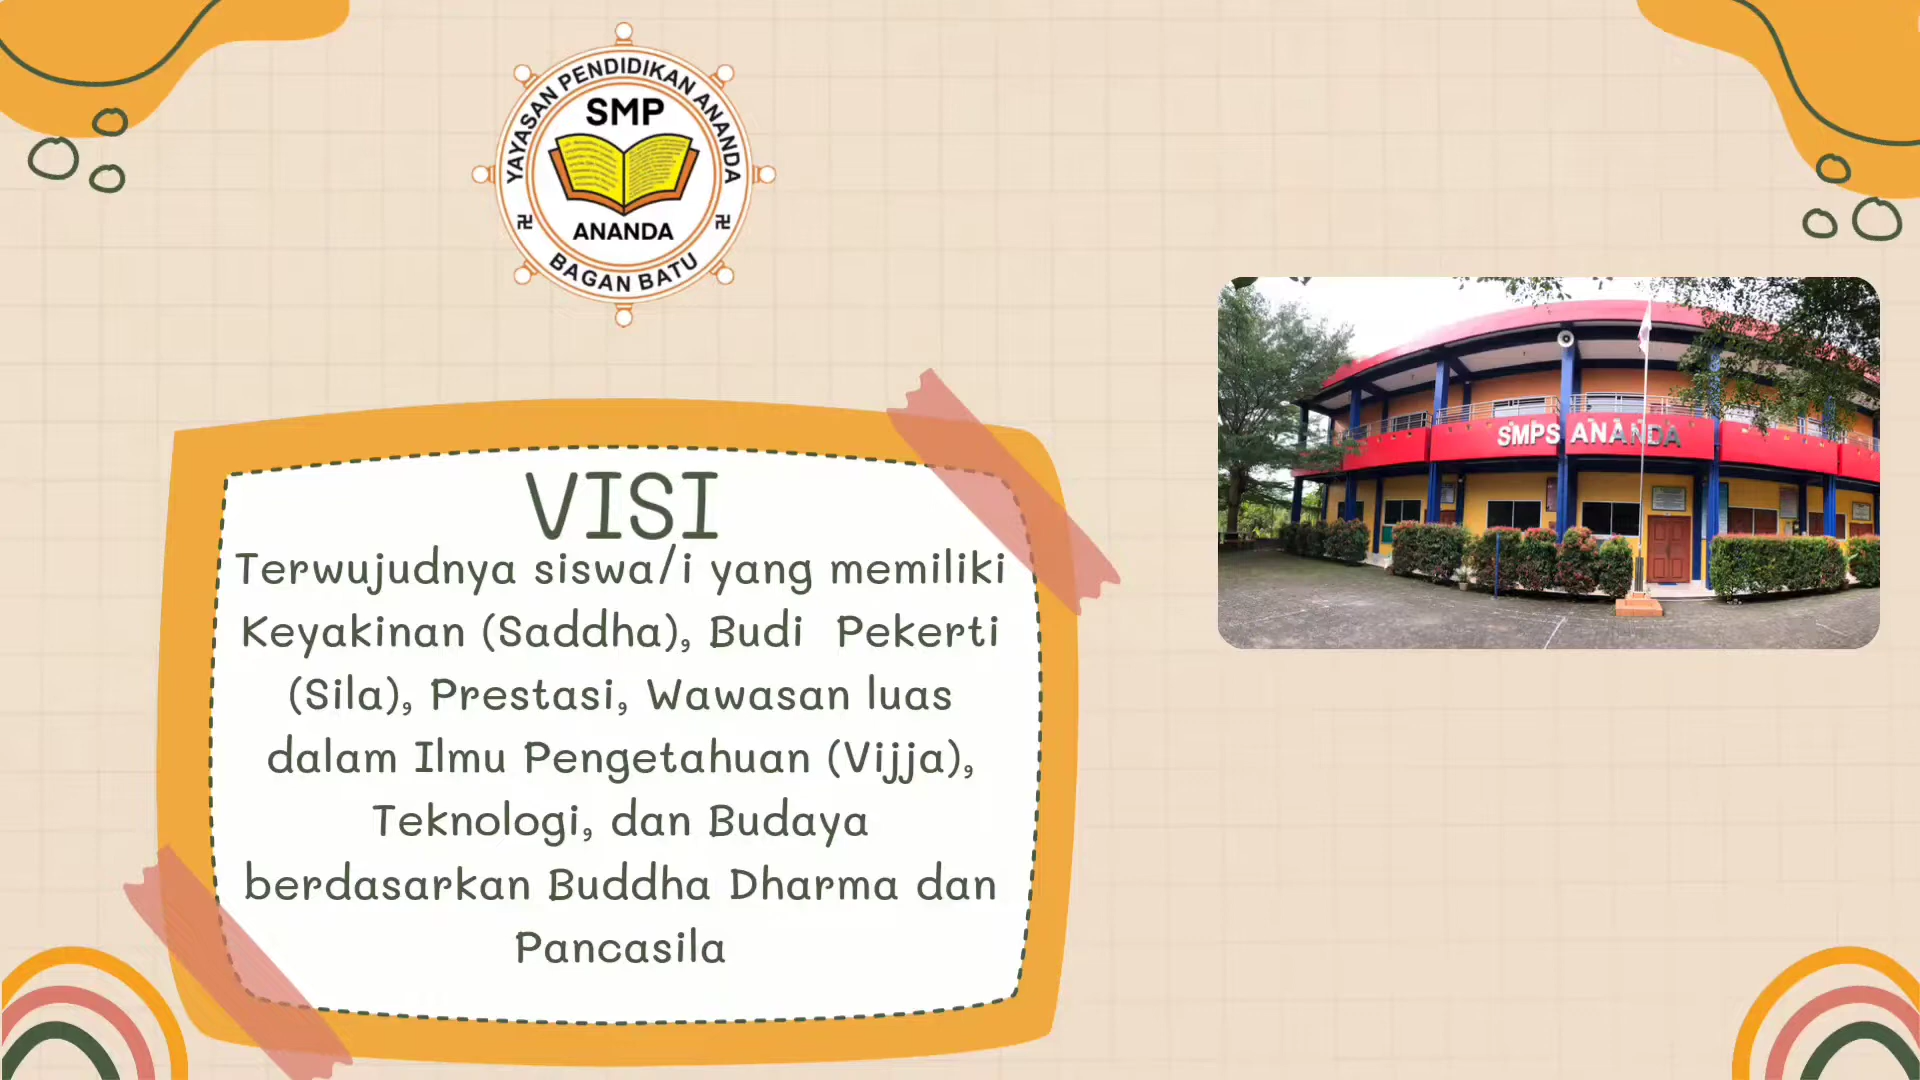 YAYASAN PENDIDIKAN ANANDA
SMP
ANANDA
BAGAN BATU
SMPS ANANDA
VISI
Terwujudnya siswa/i yang memiliki
Keyakinan (Saddha), Budi Pekerti
(Sila), Prestasi, Wawasan luas
dalam Ilmu Pengetahuan (Vijja),
Teknologi, dan Budaya
berdasarkan Buddha Dharma dan
Pancasila